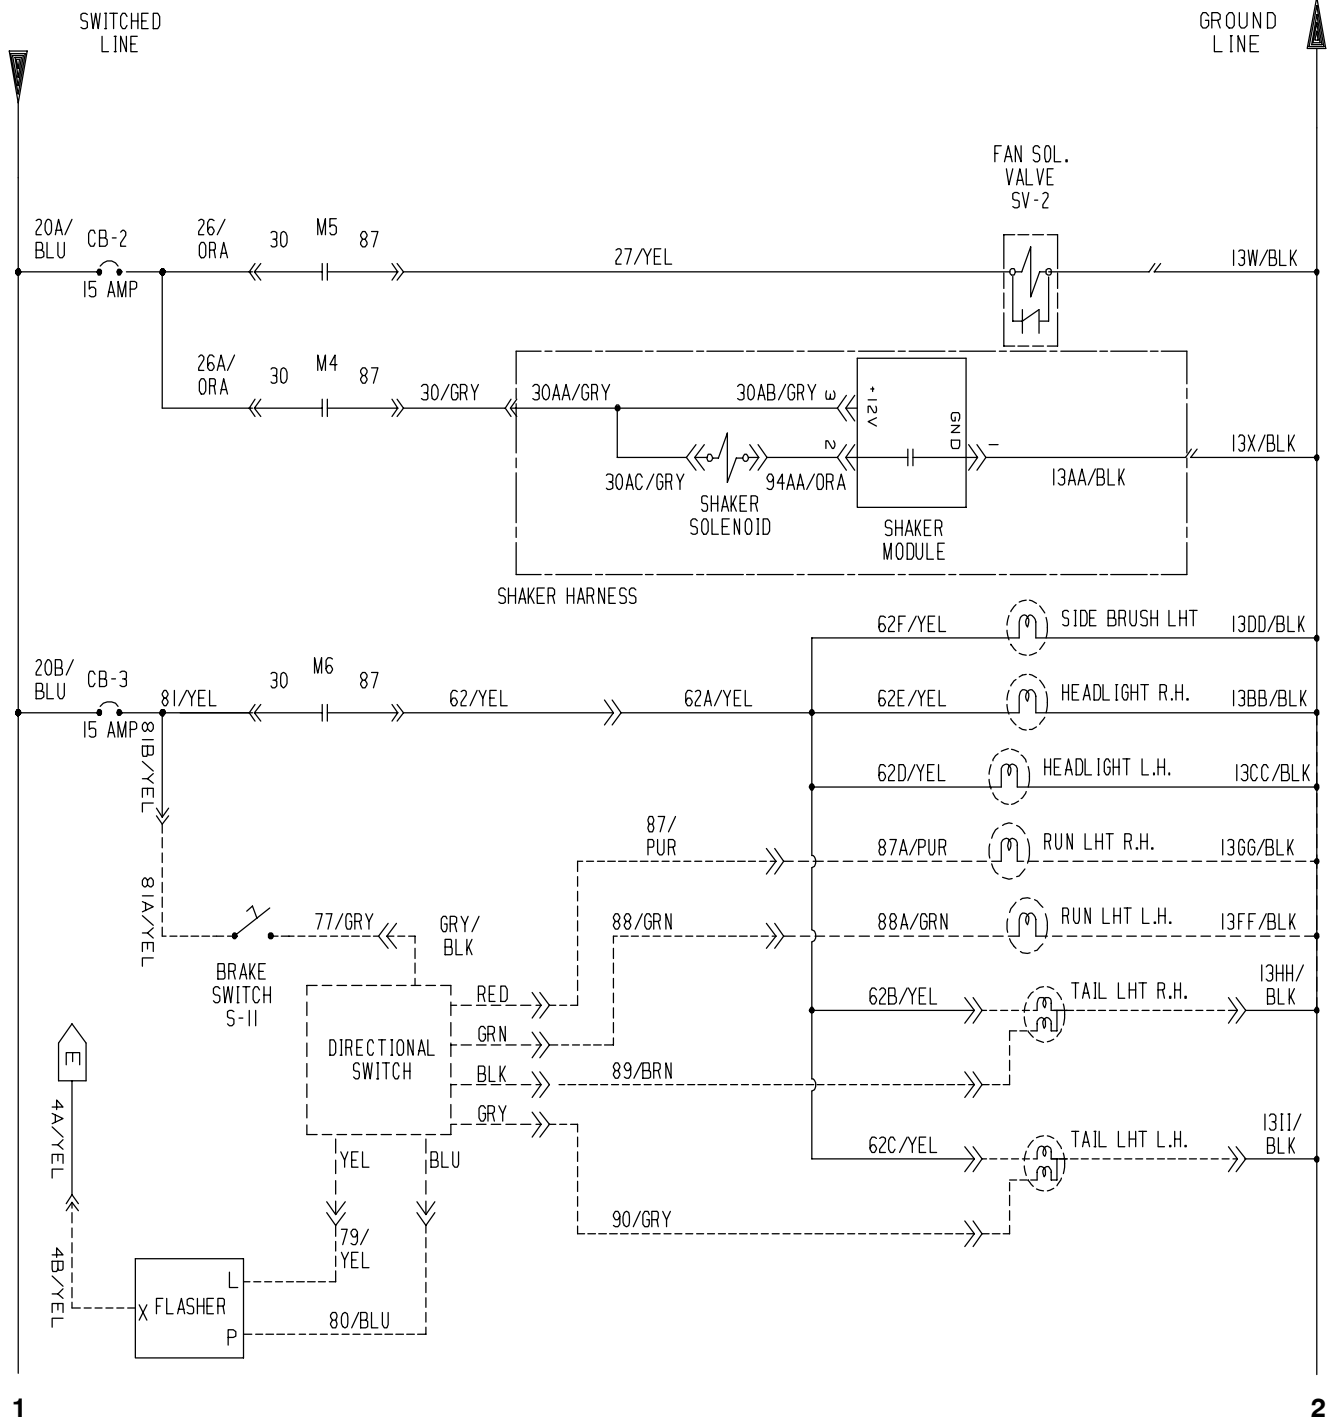 SWITCHED
LINE
GROUND
LINE
FAN SOL.
VALVE
SV-2
20A/
BLU
CB-2
15 AMP
26/
ORA
30
M5
87
27/YEL
13W/BLK
26A/
ORA
30
M4
87
30/GRY
30AA/GRY
30AB/GRY
3
+12V
GND
2
1
30AC/GRY
94AA/ORA
13AA/BLK
13X/BLK
SHAKER
SOLENOID
SHAKER
MODULE
SHAKER HARNESS
62F/YEL
SIDE BRUSH LHT
13DD/BLK
20B/
BLU
CB-3
15 AMP
81/YEL
30
M6
87
62/YEL
62A/YEL
62E/YEL
HEADLIGHT R.H.
13BB/BLK
81B/YEL
62D/YEL
HEADLIGHT L.H.
13CC/BLK
87/
PUR
87A/PUR
RUN LHT R.H.
13GG/BLK
81A/YEL
77/GRY
GRY/
BLK
88/GRN
88A/GRN
RUN LHT L.H.
13FF/BLK
BRAKE
SWITCH
S-11
RED
62B/YEL
TAIL LHT R.H.
13HH/
BLK
GRN
DIRECTIONAL
SWITCH
BLK
89/BRN
GRY
E
4A/YEL
YEL
BLU
62C/YEL
TAIL LHT L.H.
13II/
BLK
90/GRY
79/
YEL
4B/YEL
X
FLASHER
L
P
80/BLU
1
2